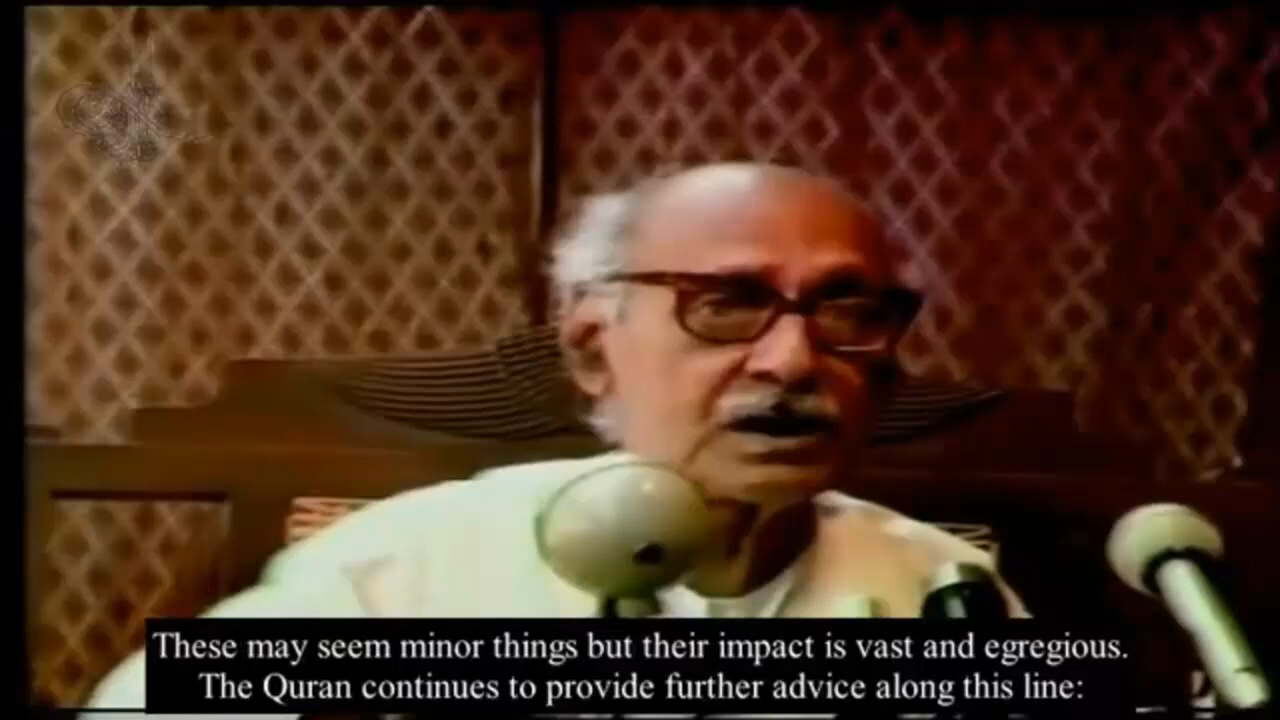 These may seem minor things but their impact is vast and egregious.
The Quran continues to provide further advice along this line: